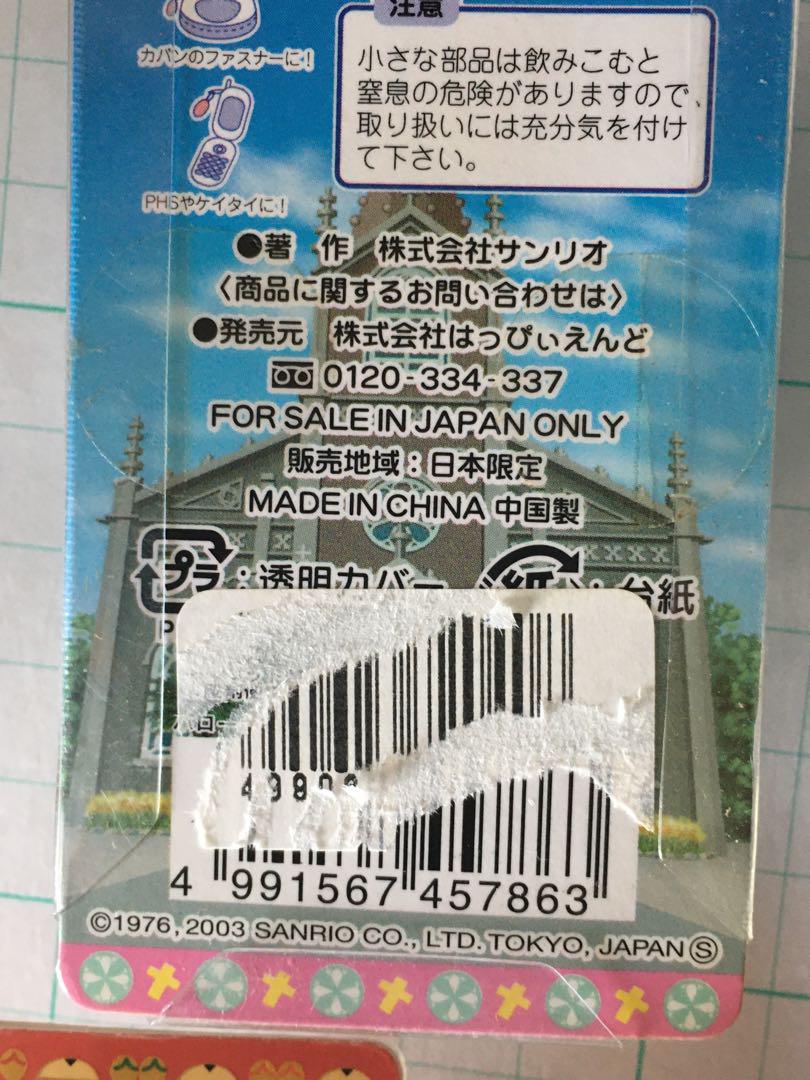 注意
カバンのファスナーに!
小さな部品は飲みこむと
窒息の危険がありますので、
取り扱いには充分気を付け
て下さい。
PHSやケイタイに!
●著 作 株式会社サンリオ
〈商品に関するお問い合わせは〉
●発売元 株式会社はっぴぃえんど
0120-334-337
FOR SALE IN JAPAN ONLY
販売地域:日本限定
MADE IN CHINA 中国製
プラ:透明カバー 紙:台紙
4 991567 457863
©1976, 2003 SANRIO CO., LTD. TOKYO, JAPAN Ⓢ